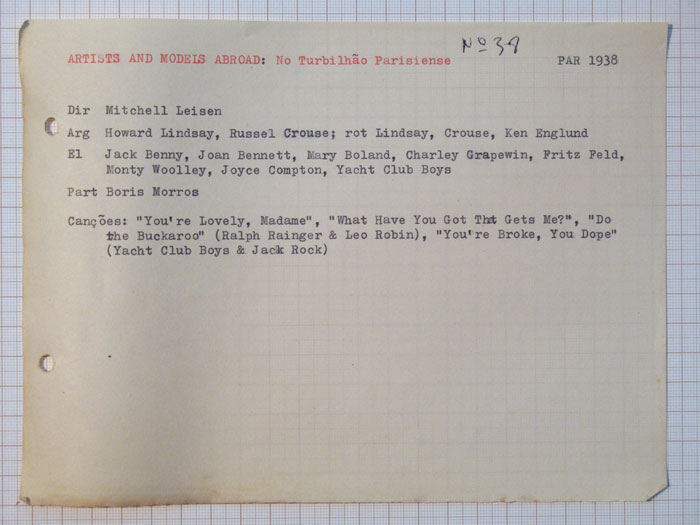 Nº 38
ARTISTS AND MODELS ABROAD: No Turbilhão Parisiense PAR 1938
Dir Mitchell Leisen
Arg Howard Lindsay, Russel Crouse; rot Lindsay, Crouse, Ken Englund
El Jack Benny, Joan Bennett, Mary Boland, Charley Grapewin, Fritz Feld,
Monty Woolley, Joyce Compton, Yacht Club Boys
Part Boris Morros
Canções: "You're Lovely, Madame", "What Have You Got That Gets Me?", "Do
the Buckaroo" (Ralph Rainger & Leo Robin), "You're Broke, You Dope"
(Yacht Club Boys & Jack Rock)